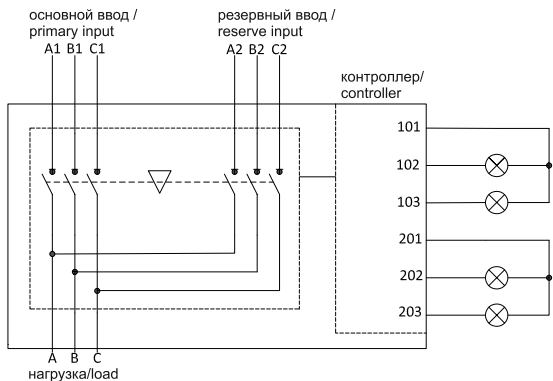 основной ввод /
primary input
A1 B1 C1
резервный ввод /
reserve input
A2 B2 C2
контроллер/
controller
101
102
103
201
202
203
A B C
нагрузка/load